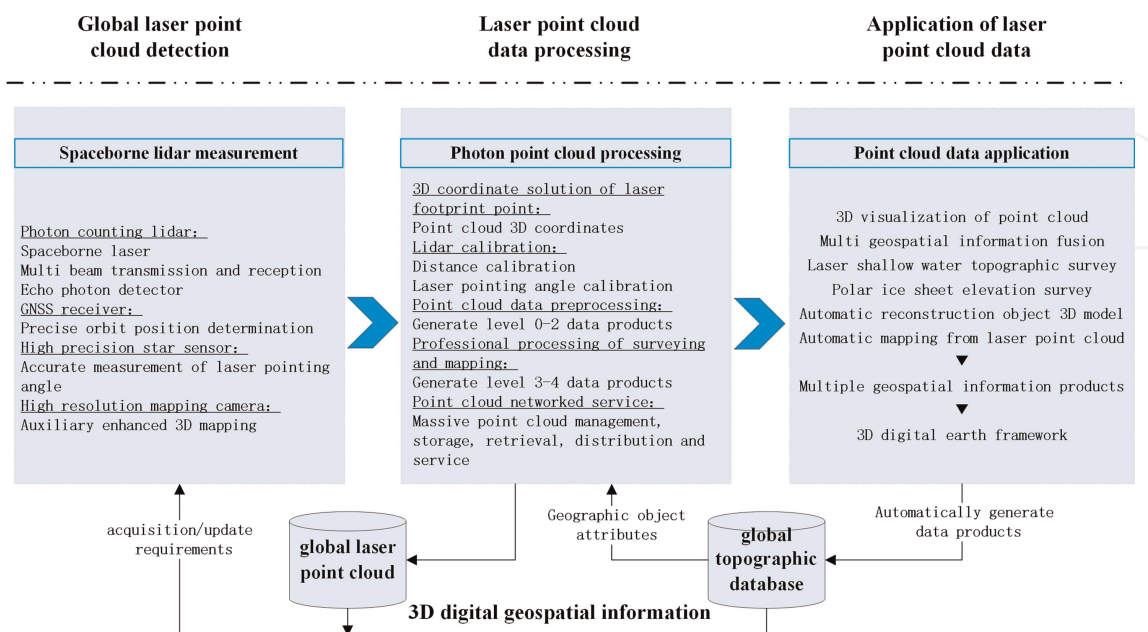 Global laser point
cloud detection
Laser point cloud
data processing
Application of laser
point cloud data
Spaceborne lidar measurement
Photon counting lidar:
Spaceborne laser
Multi beam transmission and reception
Echo photon detector
GNSS receiver:
Precise orbit position determination
High precision star sensor:
Accurate measurement of laser pointing
angle
High resolution mapping camera:
Auxiliary enhanced 3D mapping
Photon point cloud processing
3D coordinate solution of laser
footprint point:
Point cloud 3D coordinates
Lidar calibration:
Distance calibration
Laser pointing angle calibration
Point cloud data preprocessing:
Generate level 0-2 data products
Professional processing of surveying
and mapping:
Generate level 3-4 data products
Point cloud networked service:
Massive point cloud management,
storage, retrieval, distribution and
service
Point cloud data application
3D visualization of point cloud
Multi geospatial information fusion
Laser shallow water topographic survey
Polar ice sheet elevation survey
Automatic reconstruction object 3D model
Automatic mapping from laser point cloud
Multiple geospatial information products
3D digital earth framework
acquisition/update
requirements
global laser
point cloud
Geographic object
attributes
global
topographic
database
Automatically generate
data products
3D digital geospatial information